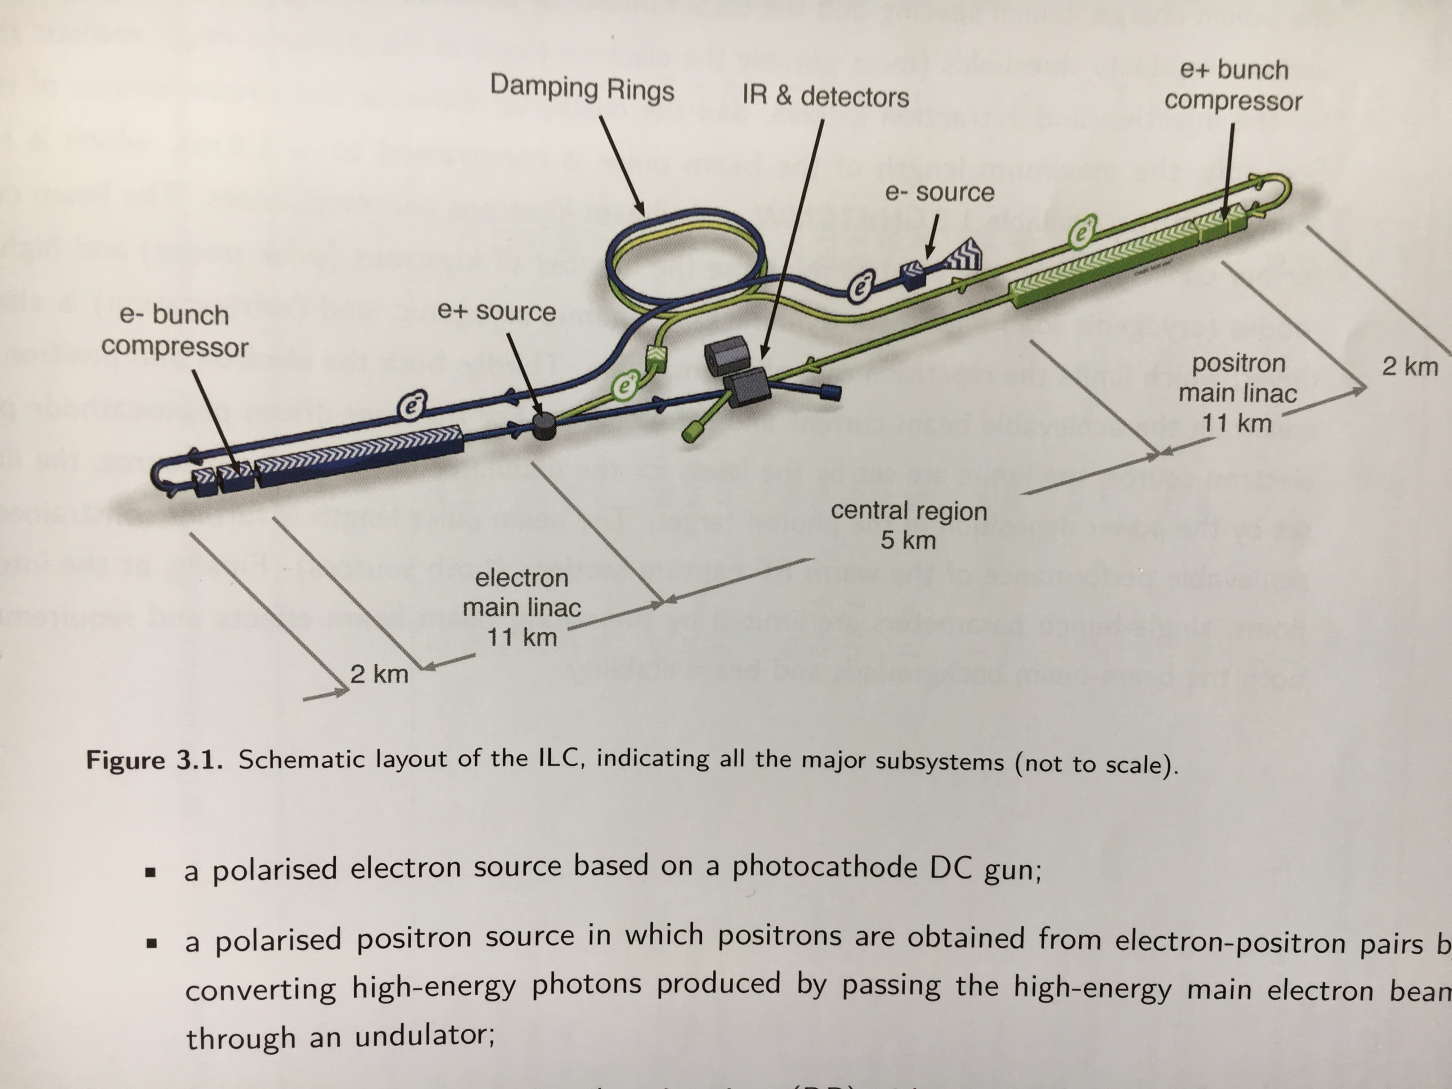 Damping Rings
IR & detectors
e+ bunch
compressor
e- source
e+ source
e- bunch
compressor
e-
e+
e-
e+
positron
main linac
11 km
2 km
central region
5 km
electron
main linac
11 km
2 km
Figure 3.1. Schematic layout of the ILC, indicating all the major subsystems (not to scale).
▪ a polarised electron source based on a photocathode DC gun;
▪ a polarised positron source in which positrons are obtained from electron-positron pairs
converting high-energy photons produced by passing the high-energy main electron beam
through an undulator;